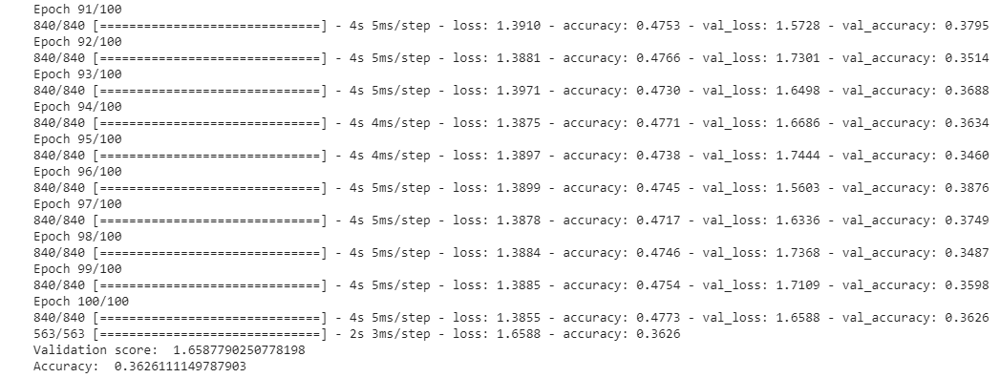 Epoch 91/100
840/840 [==============================] - 4s 5ms/step - loss: 1.3910 - accuracy: 0.4753 - val_loss: 1.5728 - val_accuracy: 0.3795
Epoch 92/100
840/840 [==============================] - 4s 5ms/step - loss: 1.3881 - accuracy: 0.4766 - val_loss: 1.7301 - val_accuracy: 0.3514
Epoch 93/100
840/840 [==============================] - 4s 5ms/step - loss: 1.3971 - accuracy: 0.4730 - val_loss: 1.6498 - val_accuracy: 0.3688
Epoch 94/100
840/840 [==============================] - 4s 4ms/step - loss: 1.3875 - accuracy: 0.4771 - val_loss: 1.6686 - val_accuracy: 0.3634
Epoch 95/100
840/840 [==============================] - 4s 4ms/step - loss: 1.3897 - accuracy: 0.4738 - val_loss: 1.7444 - val_accuracy: 0.3460
Epoch 96/100
840/840 [==============================] - 4s 5ms/step - loss: 1.3899 - accuracy: 0.4745 - val_loss: 1.5603 - val_accuracy: 0.3876
Epoch 97/100
840/840 [==============================] - 4s 5ms/step - loss: 1.3878 - accuracy: 0.4717 - val_loss: 1.6336 - val_accuracy: 0.3749
Epoch 98/100
840/840 [==============================] - 4s 5ms/step - loss: 1.3884 - accuracy: 0.4746 - val_loss: 1.7368 - val_accuracy: 0.3487
Epoch 99/100
840/840 [==============================] - 4s 5ms/step - loss: 1.3885 - accuracy: 0.4754 - val_loss: 1.7109 - val_accuracy: 0.3598
Epoch 100/100
840/840 [==============================] - 4s 5ms/step - loss: 1.3855 - accuracy: 0.4773 - val_loss: 1.6588 - val_accuracy: 0.3626
563/563 [==============================] - 2s 3ms/step - loss: 1.6588 - accuracy: 0.3626
Validation score:  1.6587790250778198
Accuracy:  0.3626111149787903